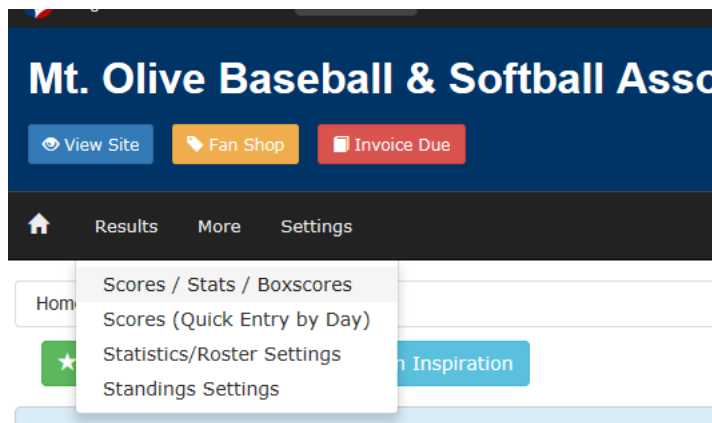 Mt. Olive Baseball & Softball Asso
View Site
Fan Shop
Invoice Due
Results
More
Settings
Scores / Stats / Boxscores
Hom
Scores (Quick Entry by Day)
Statistics/Roster Settings
n Inspiration
Standings Settings